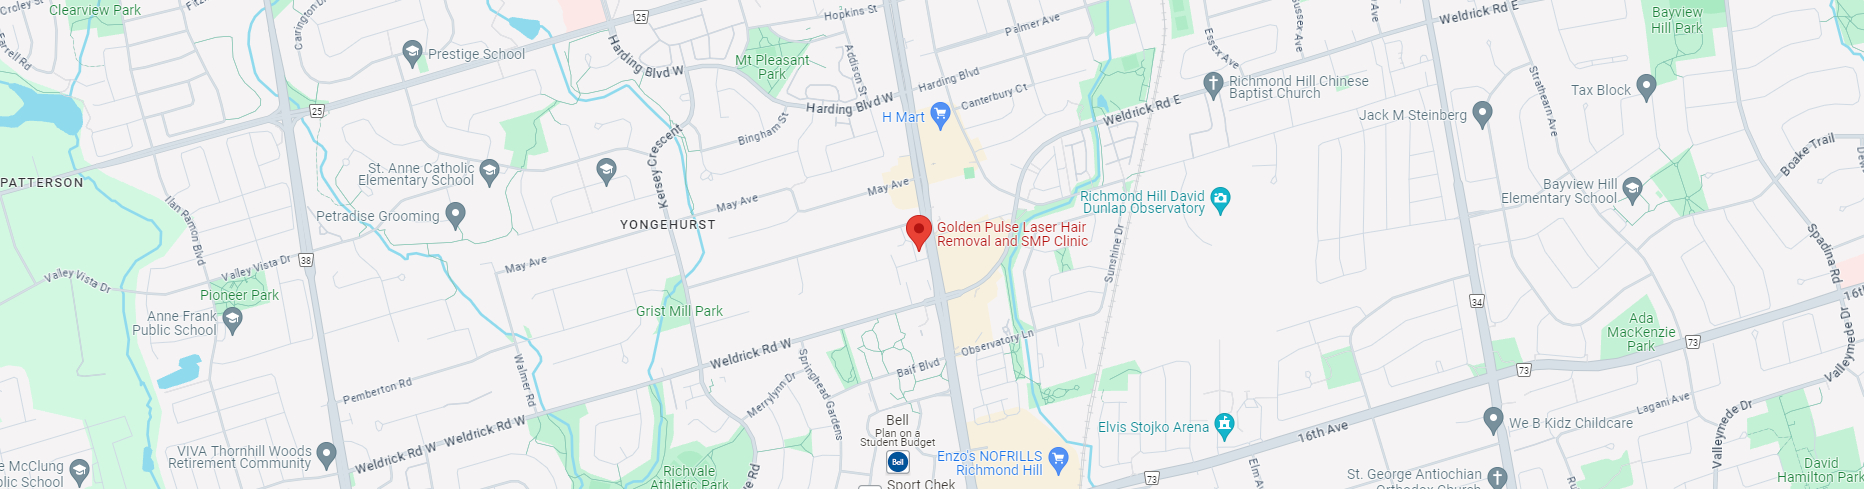 Croley St
Clearview Park
Farrell Rd
Carrington Dr
25
Hopkins St
Palmer Ave
Essex Ave
Sussex Ave
Weldrick Rd E
Bayview
Hill Park
Prestige School
Harding Blvd W
Mt Pleasant
Park
Addison St
Harding Blvd
Canterbury Ct
Richmond Hill Chinese
Baptist Church
Strathearn Ave
Tax Block
25
Harding Blvd W
H Mart
Weldrick Rd E
Jack M Steinberg
Bingham St
Kersey Crescent
Boake Trail
PATTERSON
St. Anne Catholic
Elementary School
May Ave
Richmond Hill David
Dunlap Observatory
Bayview Hill
Elementary School
Ilan Ramon Blvd
Petradise Grooming
May Ave
YONGEHURST
Golden Pulse Laser Hair
Removal and SMP Clinic
Sunshine Dr
Spadina Rd
Valley Vista Dr
Valley Vista Dr
38
May Ave
Pioneer Park
Anne Frank
Public School
Grist Mill Park
34
16th
Ada
MacKenzie
Park
73
Valleymede Dr
Walmer Rd
Weldrick Rd W
Observatory Ln
Springhead Gardens
Baif Blvd
73
Pemberton Rd
Merrylynn Dr
Lagani Ave
Valleymede Dr
Weldrick Rd W
Weldrick Rd W
Bell
Plan on a
Student Budget
Bell
Elvis Stojko Arena
16th Ave
We B Kidz Childcare
VIVA Thornhill Woods
Retirement Community
e McClung
blic School
Richvale
Athletic Park
Enzo's NOFRILLS
Richmond Hill
Sport Chek
73
St. George Antiochian
Orthodox Church
David
Hamilton Park